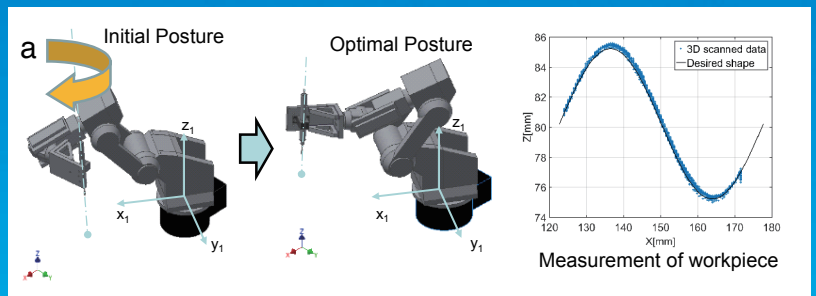 a
Initial Posture
z₁
x₁
y₁
Z
X
Y
Optimal Posture
z₁
x₁
y₁
Z
X
Y
3D scanned data
Desired shape
Z[mm]
86
84
82
80
78
76
74
120
130
140
150
160
170
180
X[mm]
Measurement of workpiece